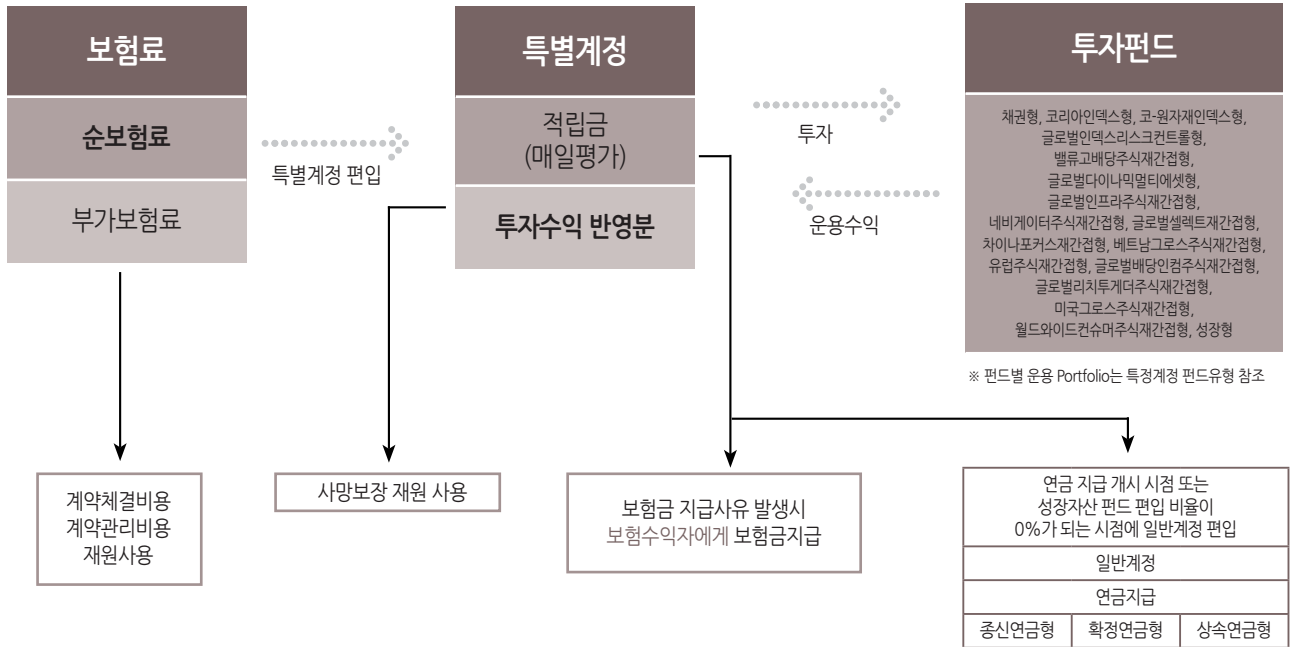 보험료
순보험료
부가보험료
특별계정 편입
특별계정
적립금
(매일평가)
투자수익 반영분
투자
운용수익
투자펀드
채권형, 코리아인덱스형, 코-원자재인덱스형,
글로벌인덱스리스크컨트롤형,
밸류고배당주식재간접형,
글로벌다이나믹멀티에셋형,
글로벌인프라주식재간접형,
네비게이터주식재간접형, 글로벌셀렉트재간접형,
차이나포커스재간접형, 베트남그로스주식재간접형,
유럽주식재간접형, 글로벌배당인컴주식재간접형,
글로벌리치투게더주식재간접형,
미국그로스주식재간접형,
월드와이드컨슈머주식재간접형, 성장형
※ 펀드별 운용 Portfolio는 특정계정 펀드유형 참조
계약체결비용
계약관리비용
재원사용
사망보장 재원 사용
보험금 지급사유 발생시
보험수익자에게 보험금지급
연금 지급 개시 시점 또는
성장자산 펀드 편입 비율이
0%가 되는 시점에 일반계정 편입
일반계정
연금지급
종신연금형 확정연금형 상속연금형